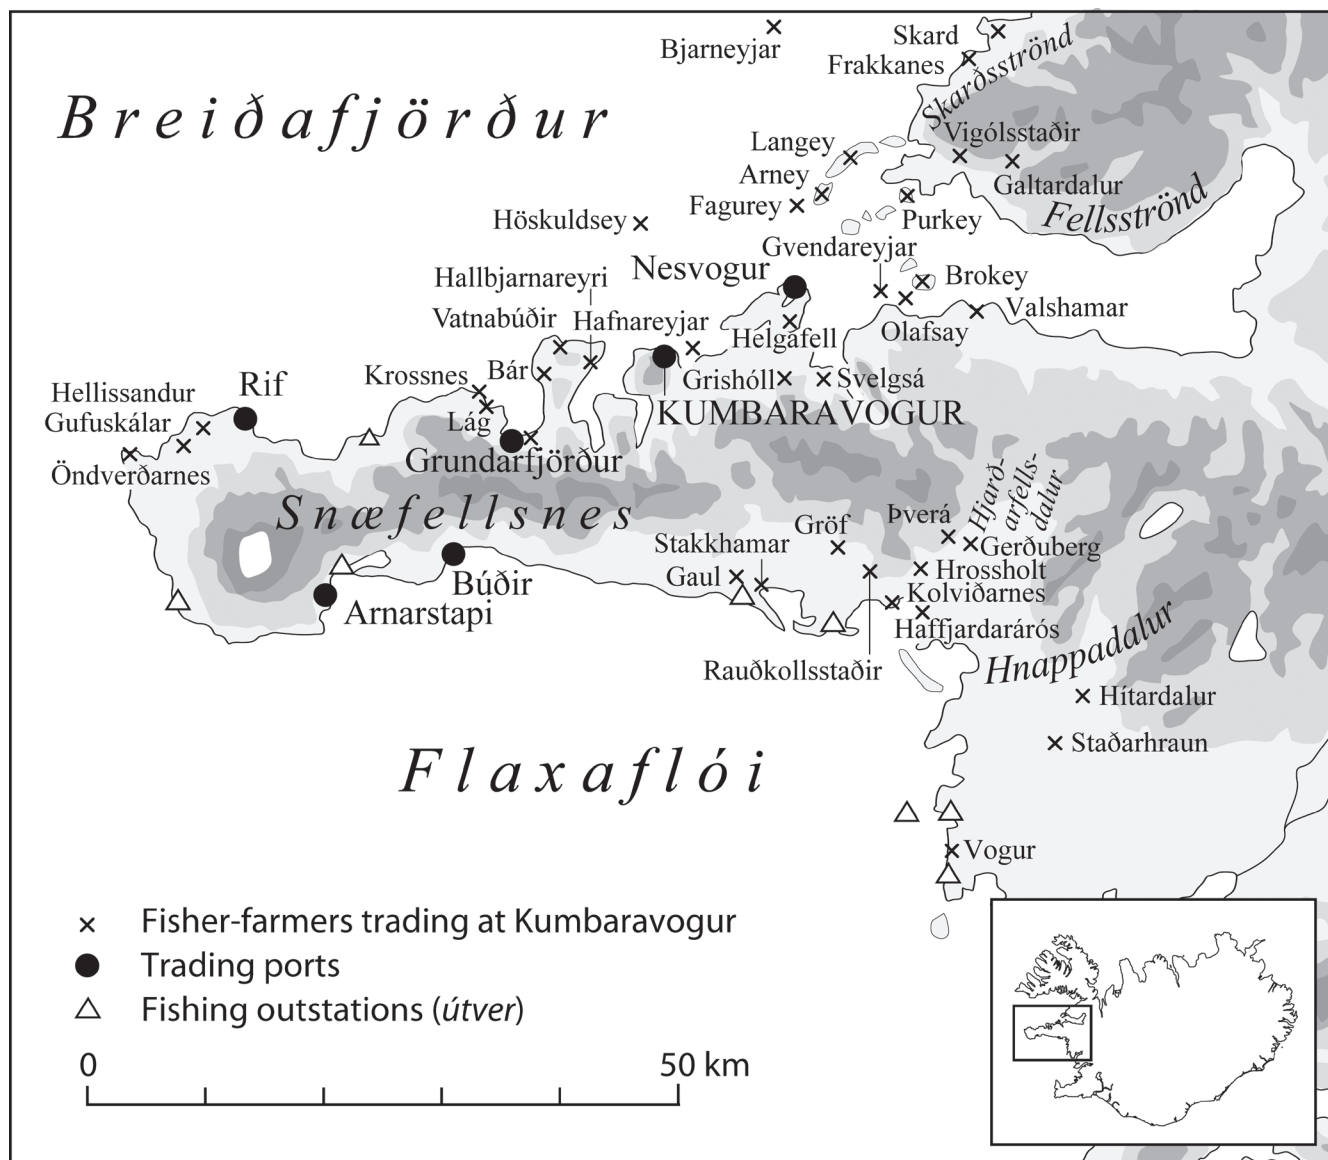 Bjarneyjar
Skard
Frakkanes
Skarðsströnd
Breiðafjörður
Langey
Vigólsstaðir
Arney
Galtardalur
Fagurey
Fellsströnd
Höskuldsey
Purkey
Gvendareyjar
Nesvogur
Hallbjarnareyri
Brokey
Valshamar
Vatnabúðir
Hafnareyjar
Olafsay
Helgafell
Krossnes
Bár
Grishóll
Svelgsá
Hellissandur
Rif
Gufuskálar
Lág
KUMBARAVOGUR
Öndverðarnes
Grundarfjörður
Snæfellsnes
Hjarð-
arfells-
dalur
Þverá
Gröf
Stakkhamar
Gerðuberg
Gaul
Hrossholt
Búðir
Kolviðarnes
Arnarstapi
Haffjardarárós
Rauðkollsstaðir
Hnappadalur
Hítardalur
Staðarhraun
Flaxaflói
Vogur
Fisher-farmers trading at Kumbaravogur
Trading ports
Fishing outstations (útver)
0 50 km